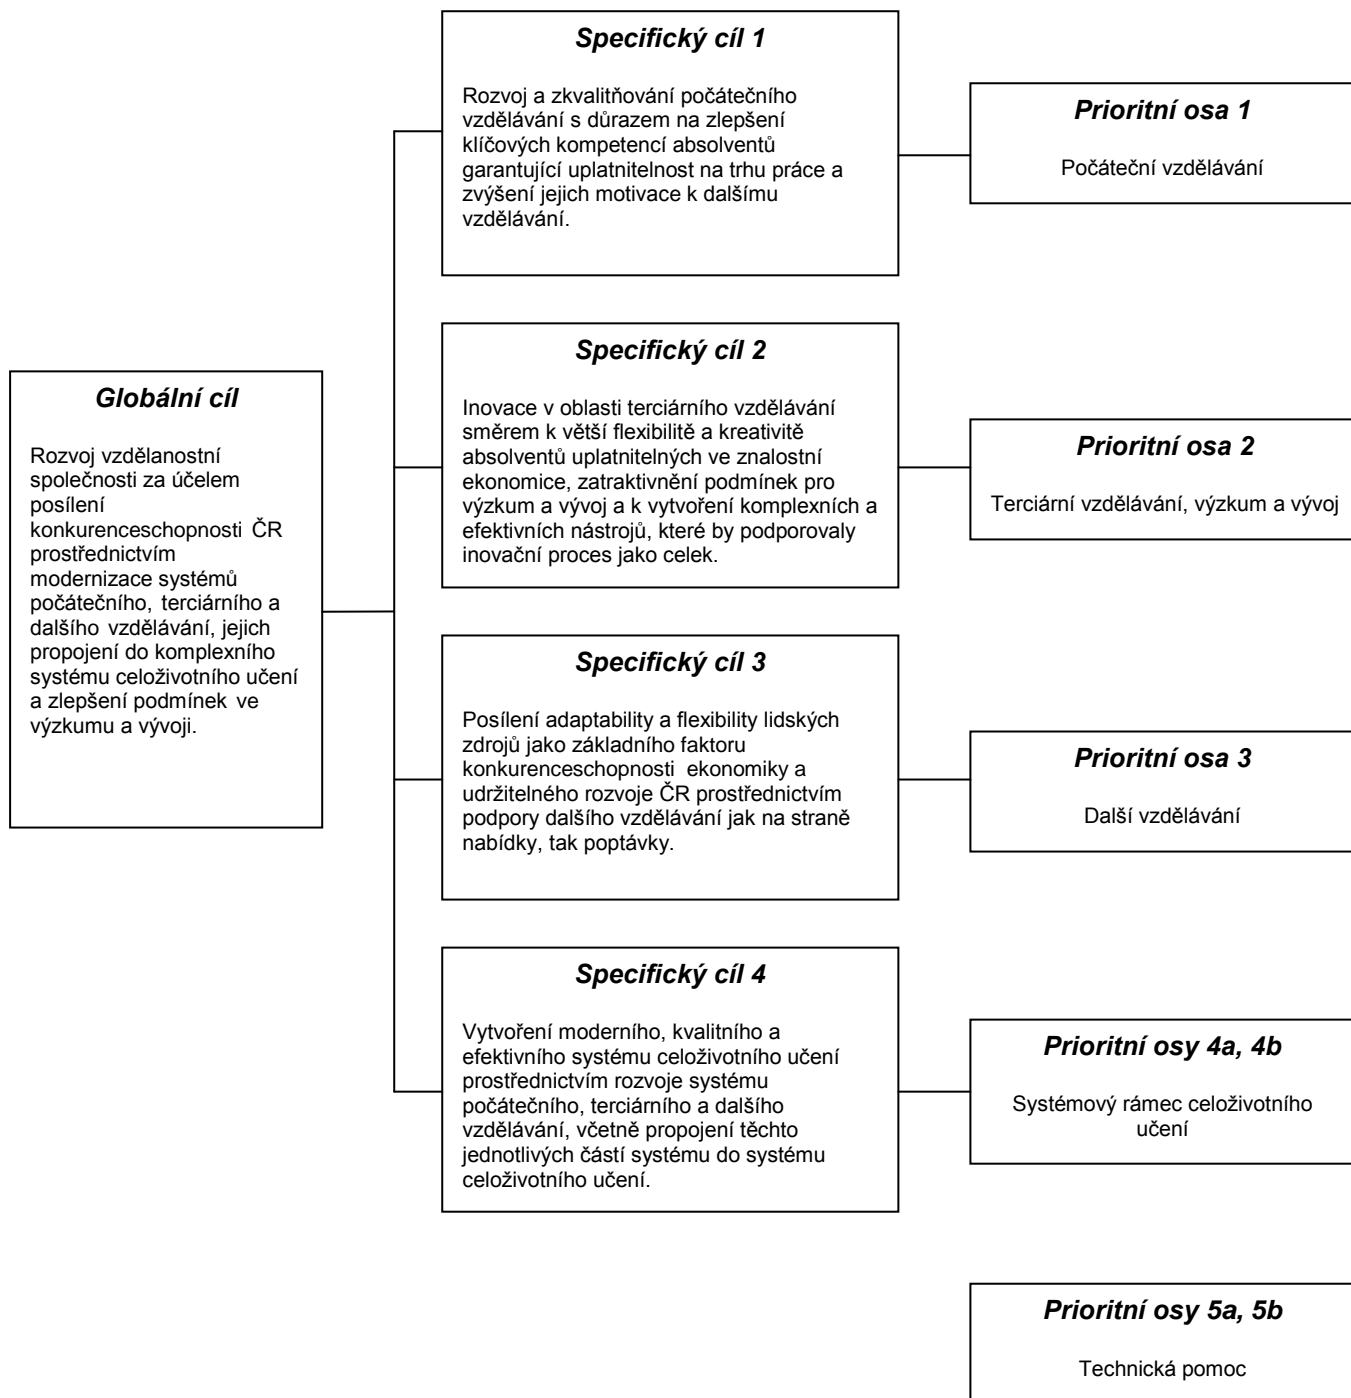 Globální cíl
Rozvoj vzdělanostní
společnosti za účelem
posílení
konkurenceschopnosti ČR
prostřednictvím
modernizace systémů
počátečního, terciárního a
dalšího vzdělávání, jejich
propojení do komplexního
systému celoživotního učení
a zlepšení podmínek ve
výzkumu a vývoji.
Specifický cíl 1
Rozvoj a zkvalitňování počátečního
vzdělávání s důrazem na zlepšení
klíčových kompetencí absolventů
garantující uplatnitelnost na trhu práce a
zvýšení jejich motivace k dalšímu
vzdělávání.
Prioritní osa 1
Počáteční vzdělávání
Specifický cíl 2
Inovace v oblasti terciárního vzdělávání
směrem k větší flexibilitě a kreativitě
absolventů uplatnitelných ve znalostní
ekonomice, zatraktivnění podmínek pro
výzkum a vývoj a k vytvoření komplexních a
efektivních nástrojů, které by podporovaly
inovační proces jako celek.
Prioritní osa 2
Terciární vzdělávání, výzkum a vývoj
Specifický cíl 3
Posílení adaptability a flexibility lidských
zdrojů jako základního faktoru
konkurenceschopnosti ekonomiky a
udržitelného rozvoje ČR prostřednictvím
podpory dalšího vzdělávání jak na straně
nabídky, tak poptávky.
Prioritní osa 3
Další vzdělávání
Specifický cíl 4
Vytvoření moderního, kvalitního a
efektivního systému celoživotního učení
prostřednictvím rozvoje systému
počátečního, terciárního a dalšího
vzdělávání, včetně propojení těchto
jednotlivých částí systému do systému
celoživotního učení.
Prioritní osy 4a, 4b
Systémový rámec celoživotního
učení
Prioritní osy 5a, 5b
Technická pomoc